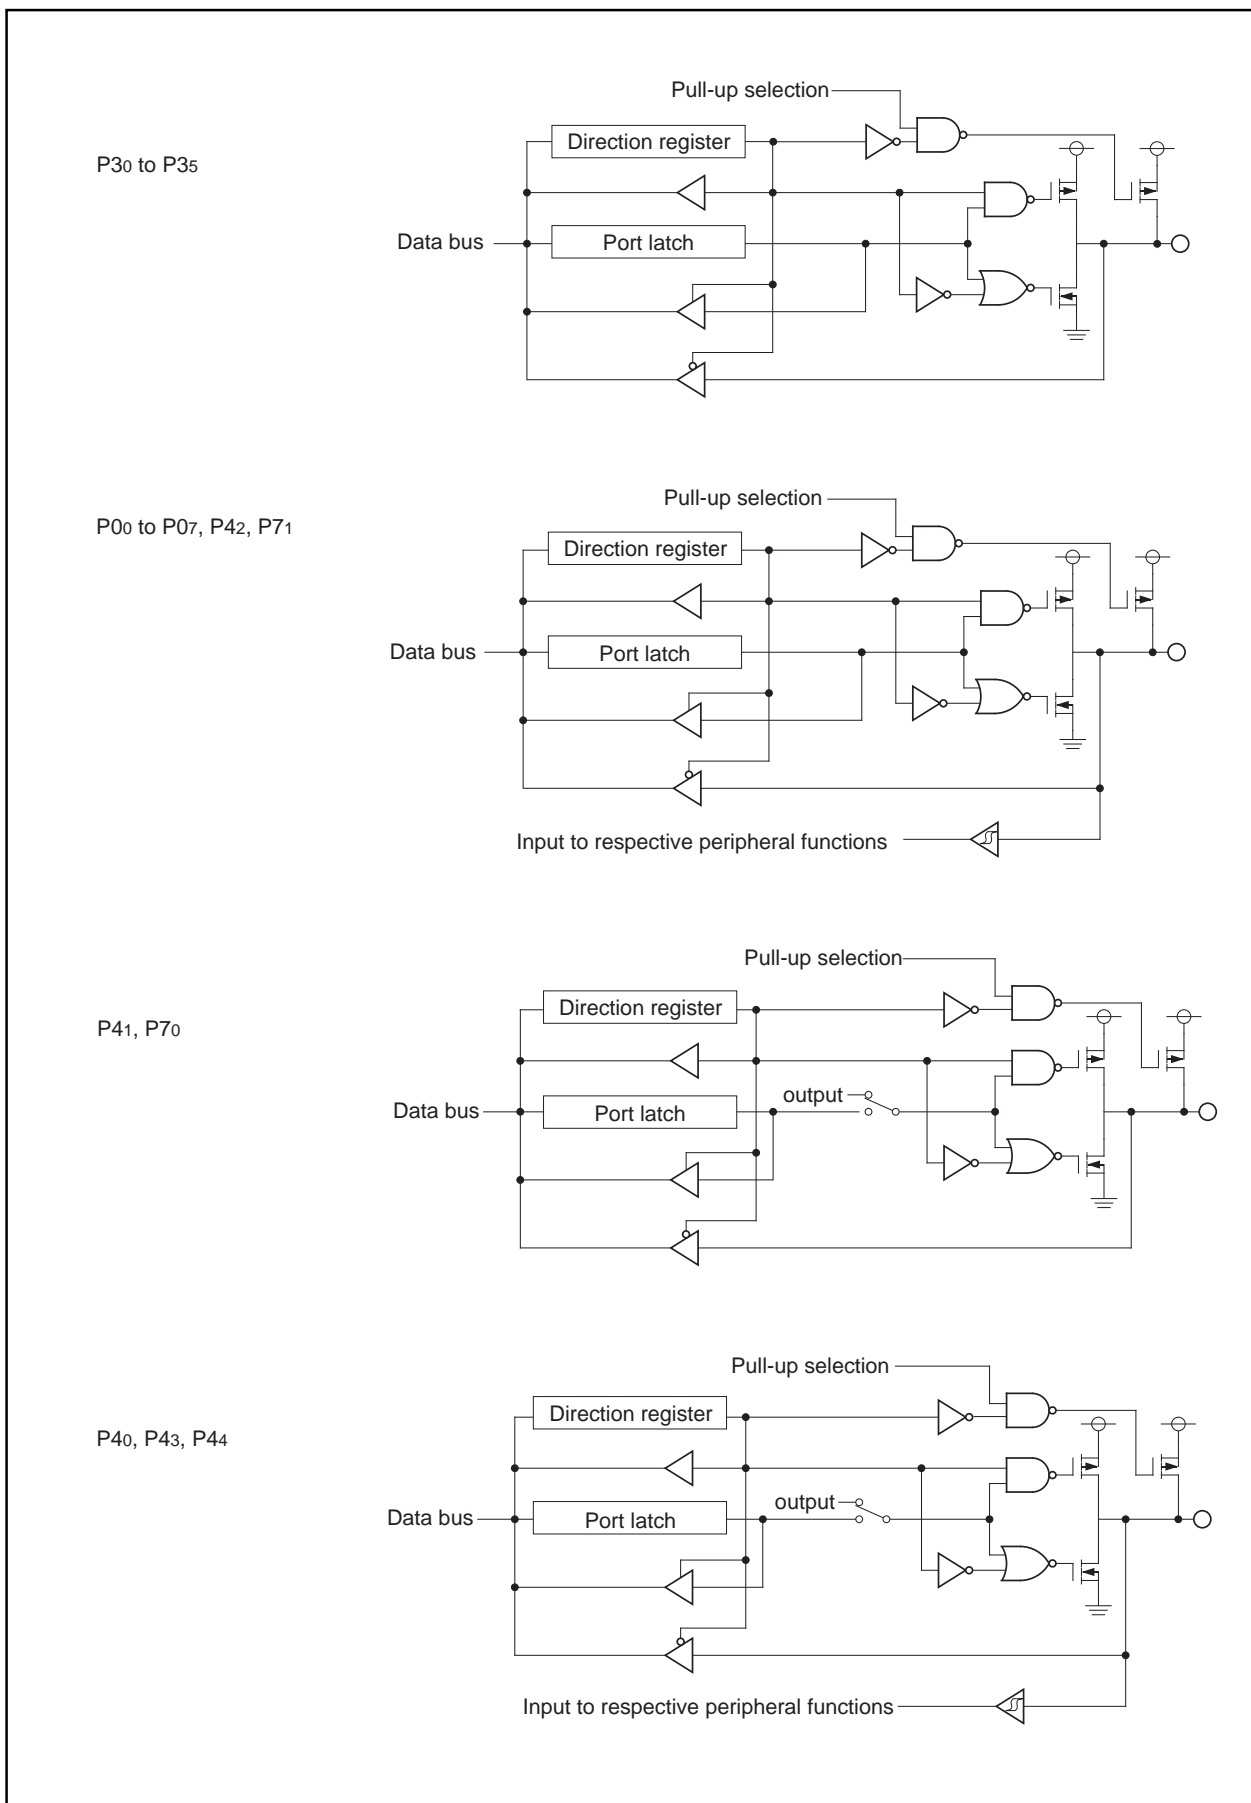 Pull-up selection
Direction register
P30 to P35
Data bus
Port latch
Pull-up selection
P00 to P07, P42, P71
Direction register
Data bus
Port latch
Input to respective peripheral functions
Pull-up selection
Direction register
P41, P70
output
Data bus
Port latch
Pull-up selection
Direction register
P40, P43, P44
output
Data bus
Port latch
Input to respective peripheral functions